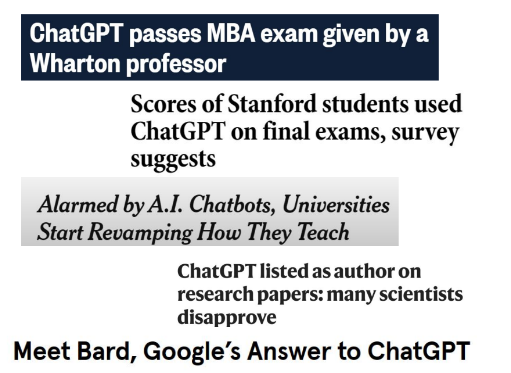 ChatGPT passes MBA exam given by a
Wharton professor
Scores of Stanford students used
ChatGPT on final exams, survey
suggests
Alarmed by A.I. Chatbots, Universities
Start Revamping How They Teach
ChatGPT listed as author on
research papers: many scientists
disapprove
Meet Bard, Google’s Answer to ChatGPT